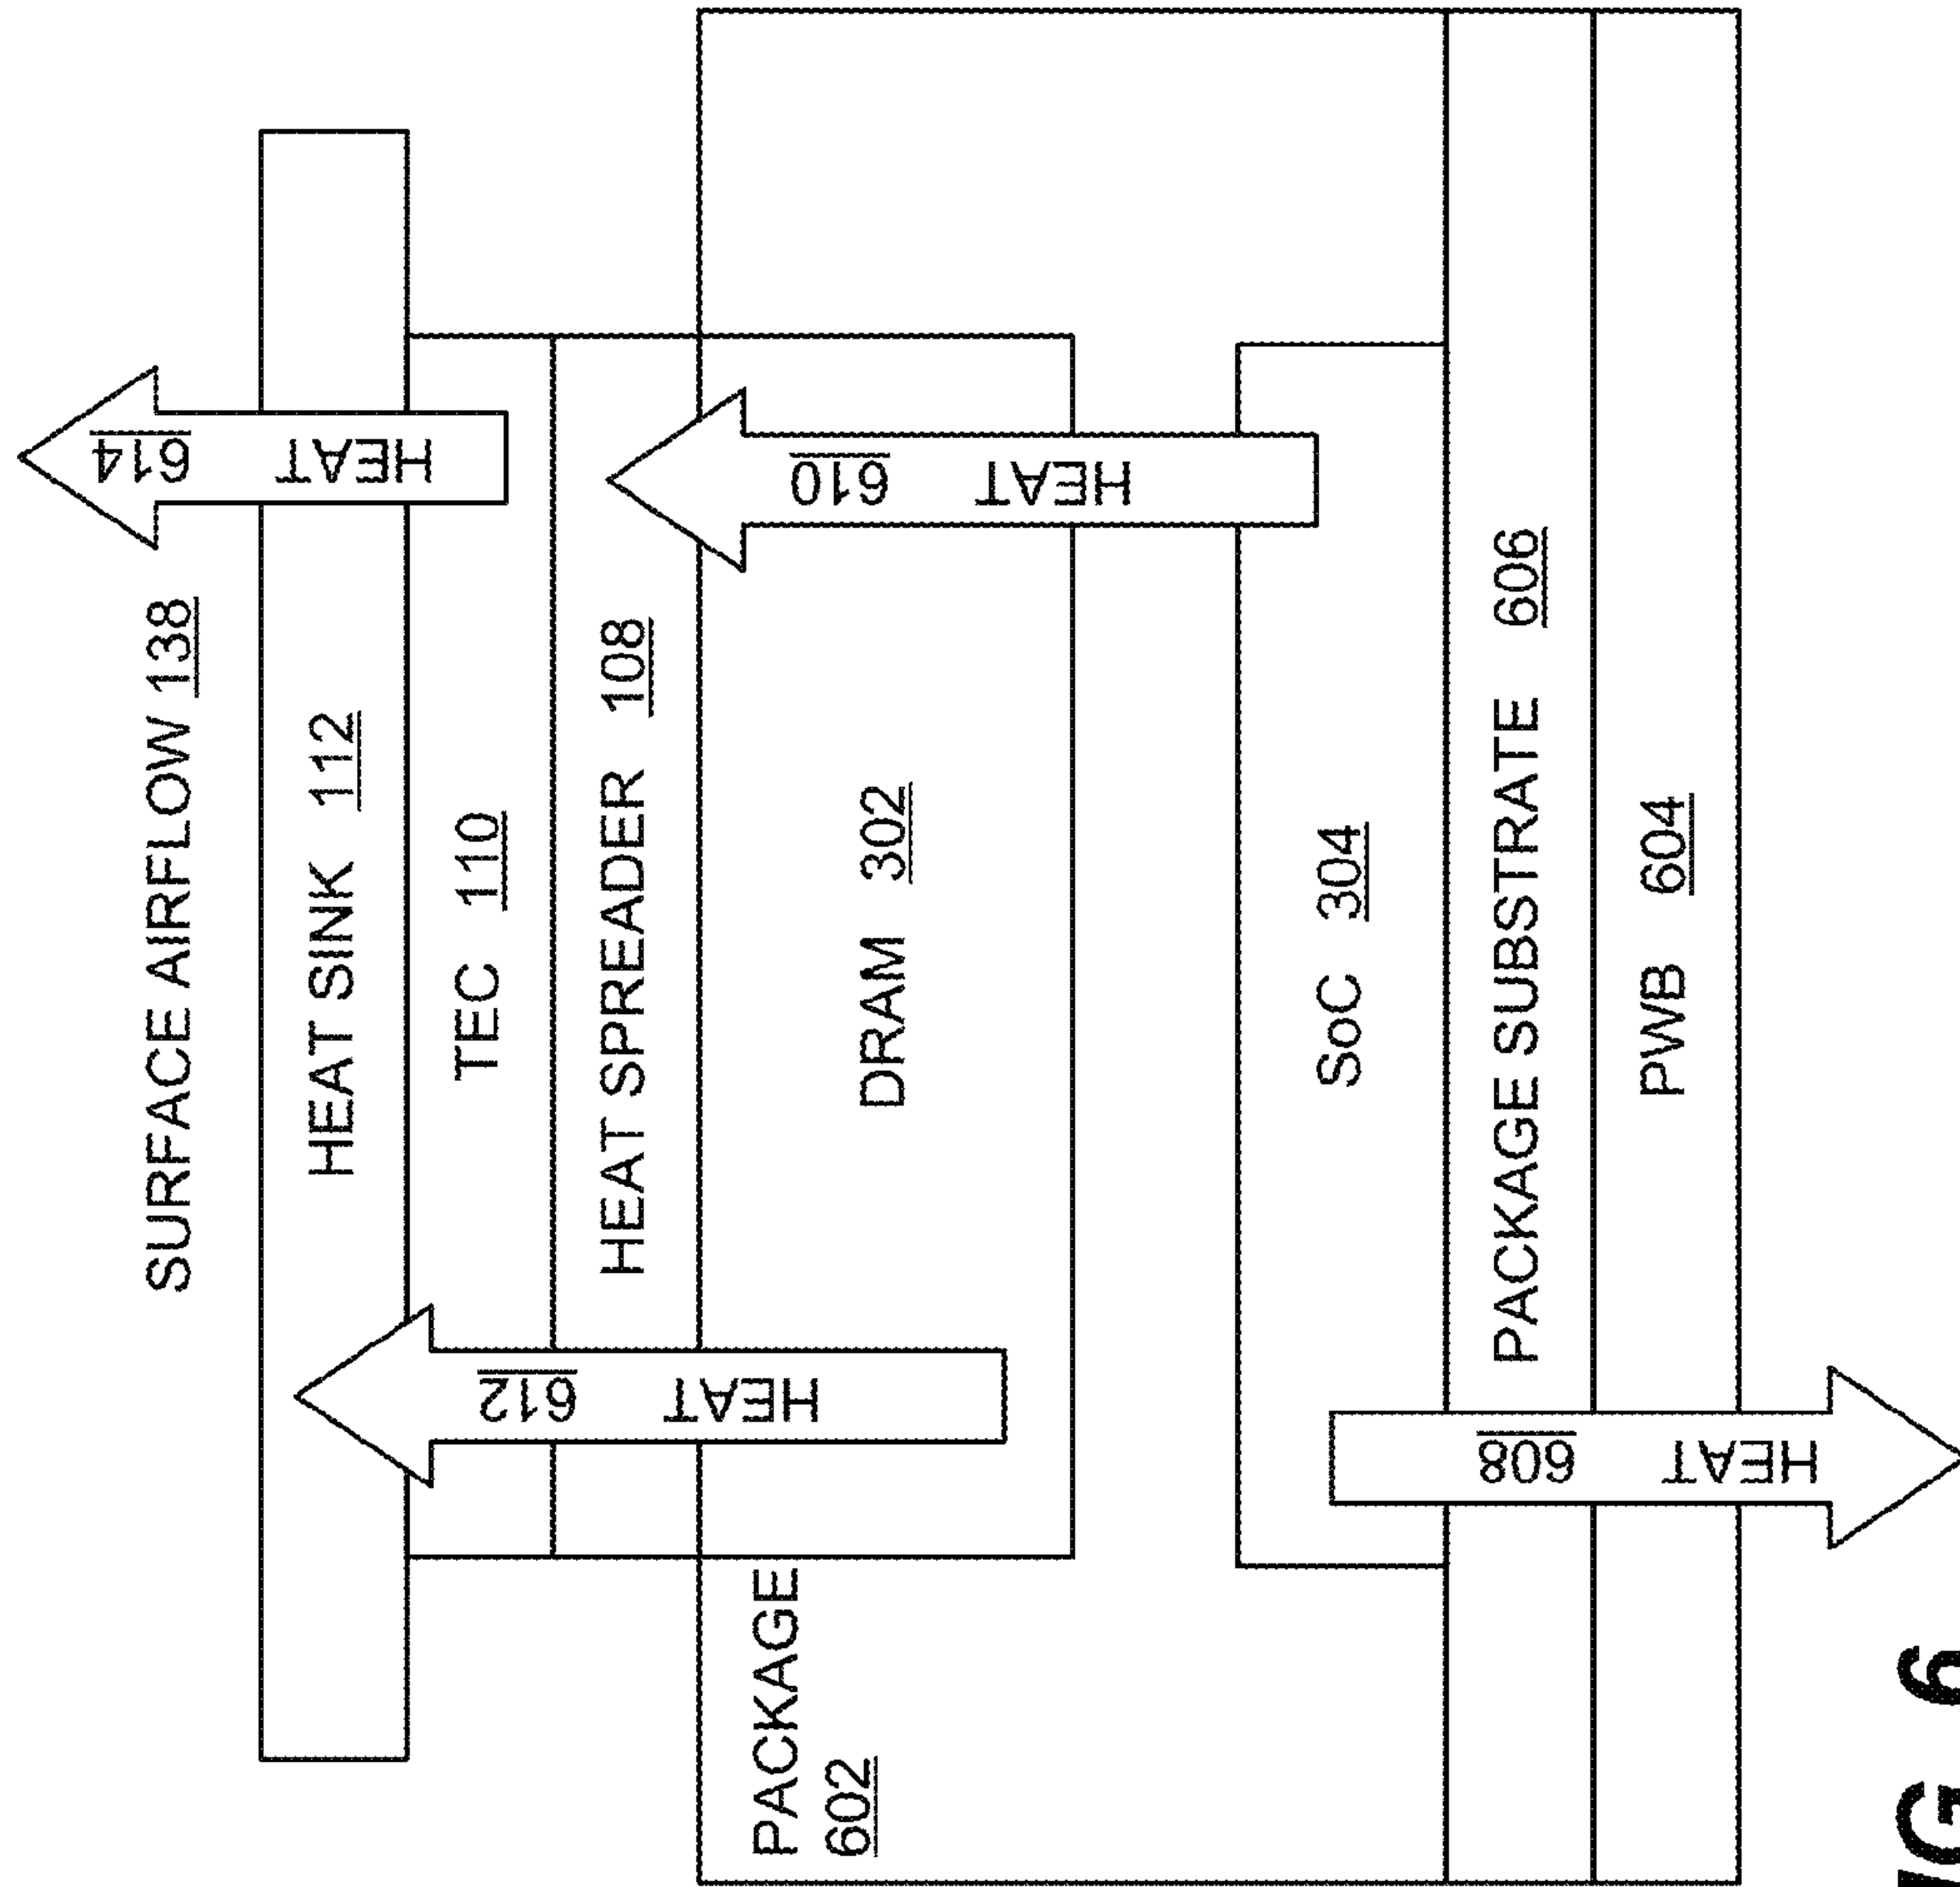 SURFACE AIRFLOW 138
HEAT 614
HEAT SINK 112
TEC 110
HEAT 612
HEAT SPREADER 108
HEAT 610
PACKAGE
602
DRAM 302
SoC 304
PACKAGE SUBSTRATE 606
HEAT 608
PWB 604